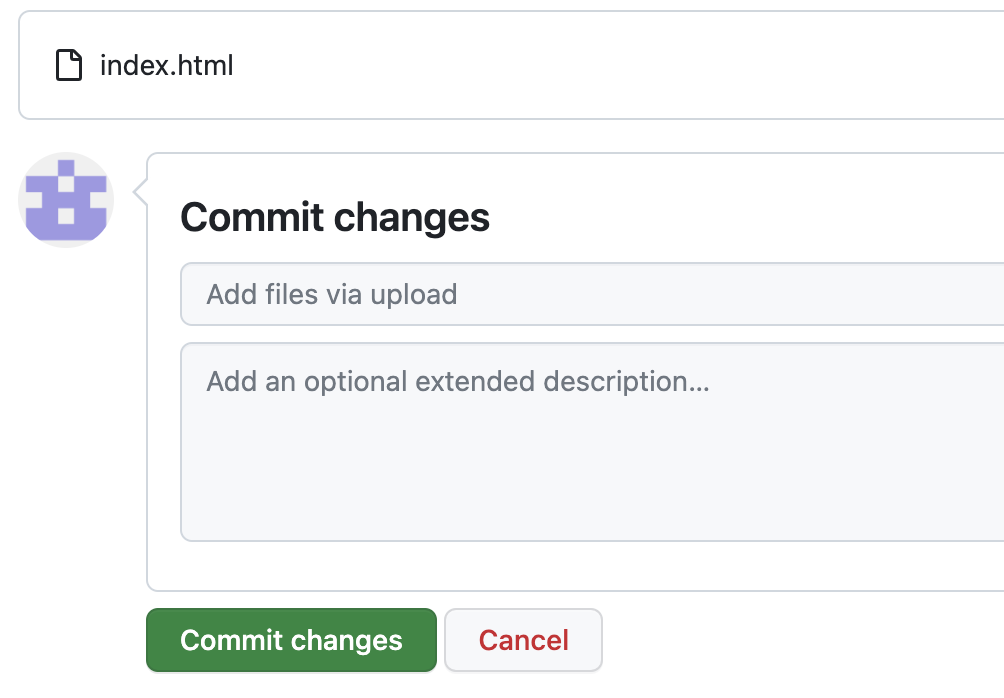 index.html
Commit changes
Add files via upload
Add an optional extended description...
Commit changes
Cancel